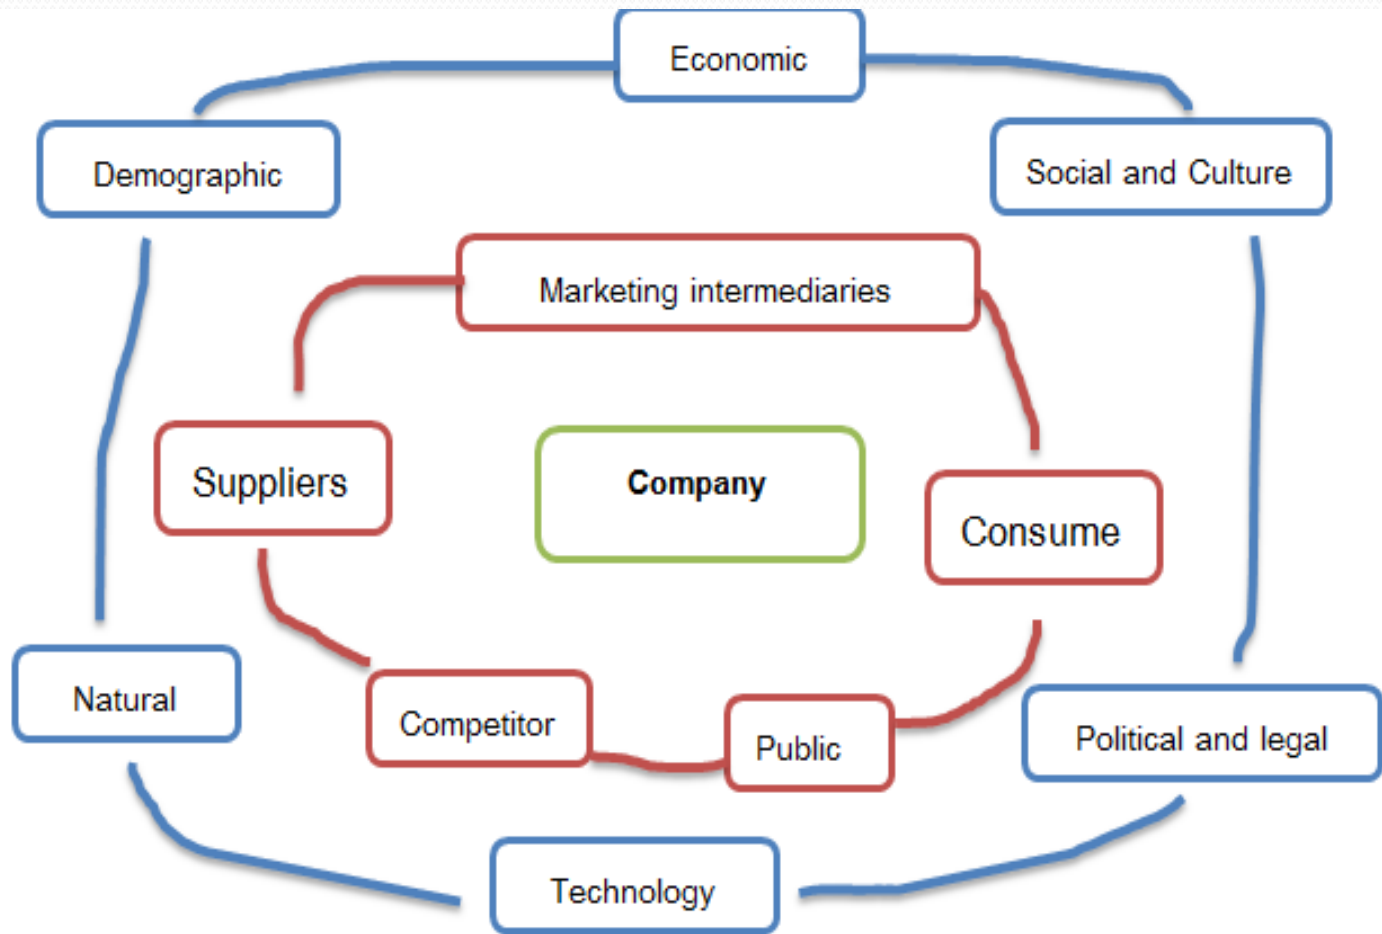 Economic
Demographic
Social and Culture
Marketing intermediaries
Suppliers
Company
Consume
Natural
Competitor
Public
Political and legal
Technology